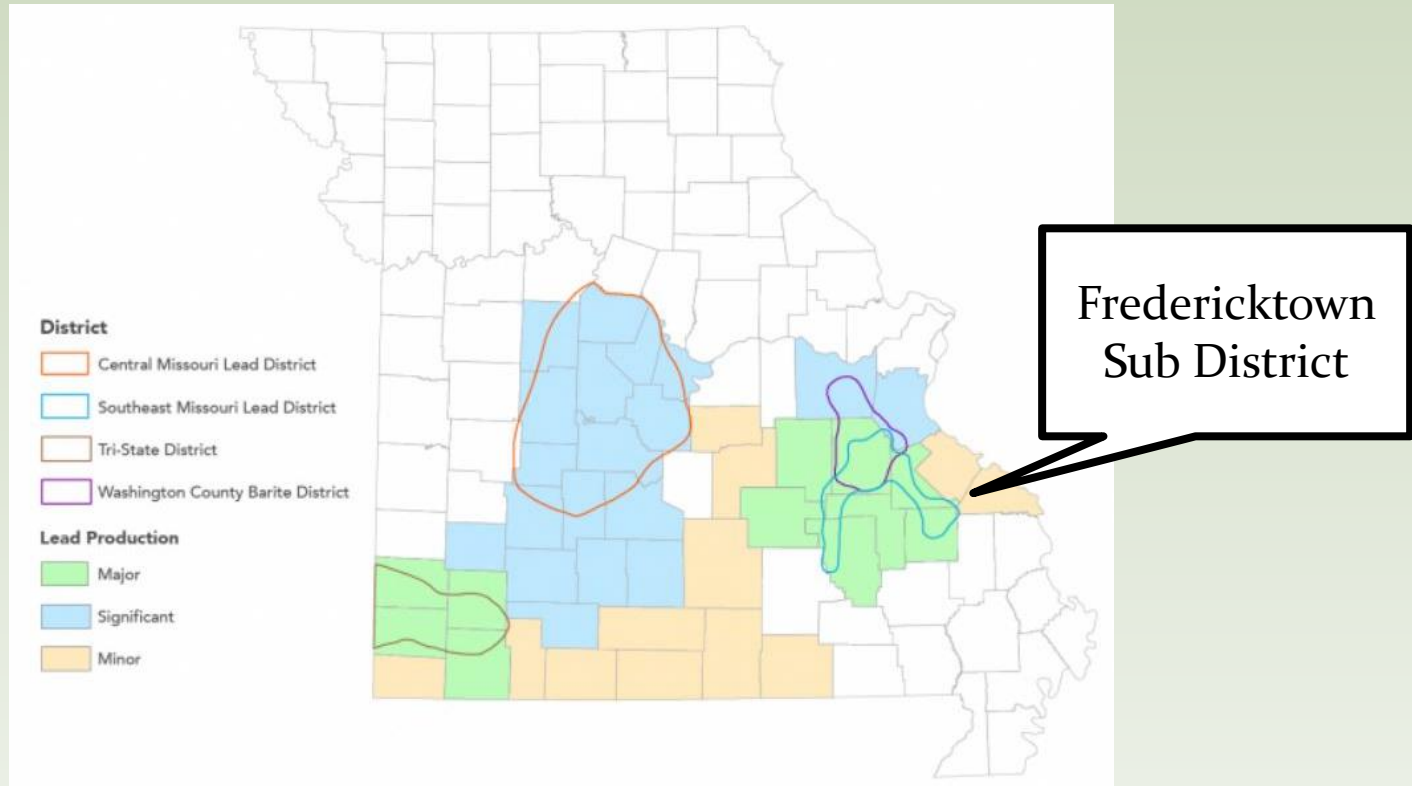 District
Central Missouri Lead District
Southeast Missouri Lead District
Tri-State District
Washington County Barite District
Lead Production
Major
Significant
Minor
Fredericktown
Sub District